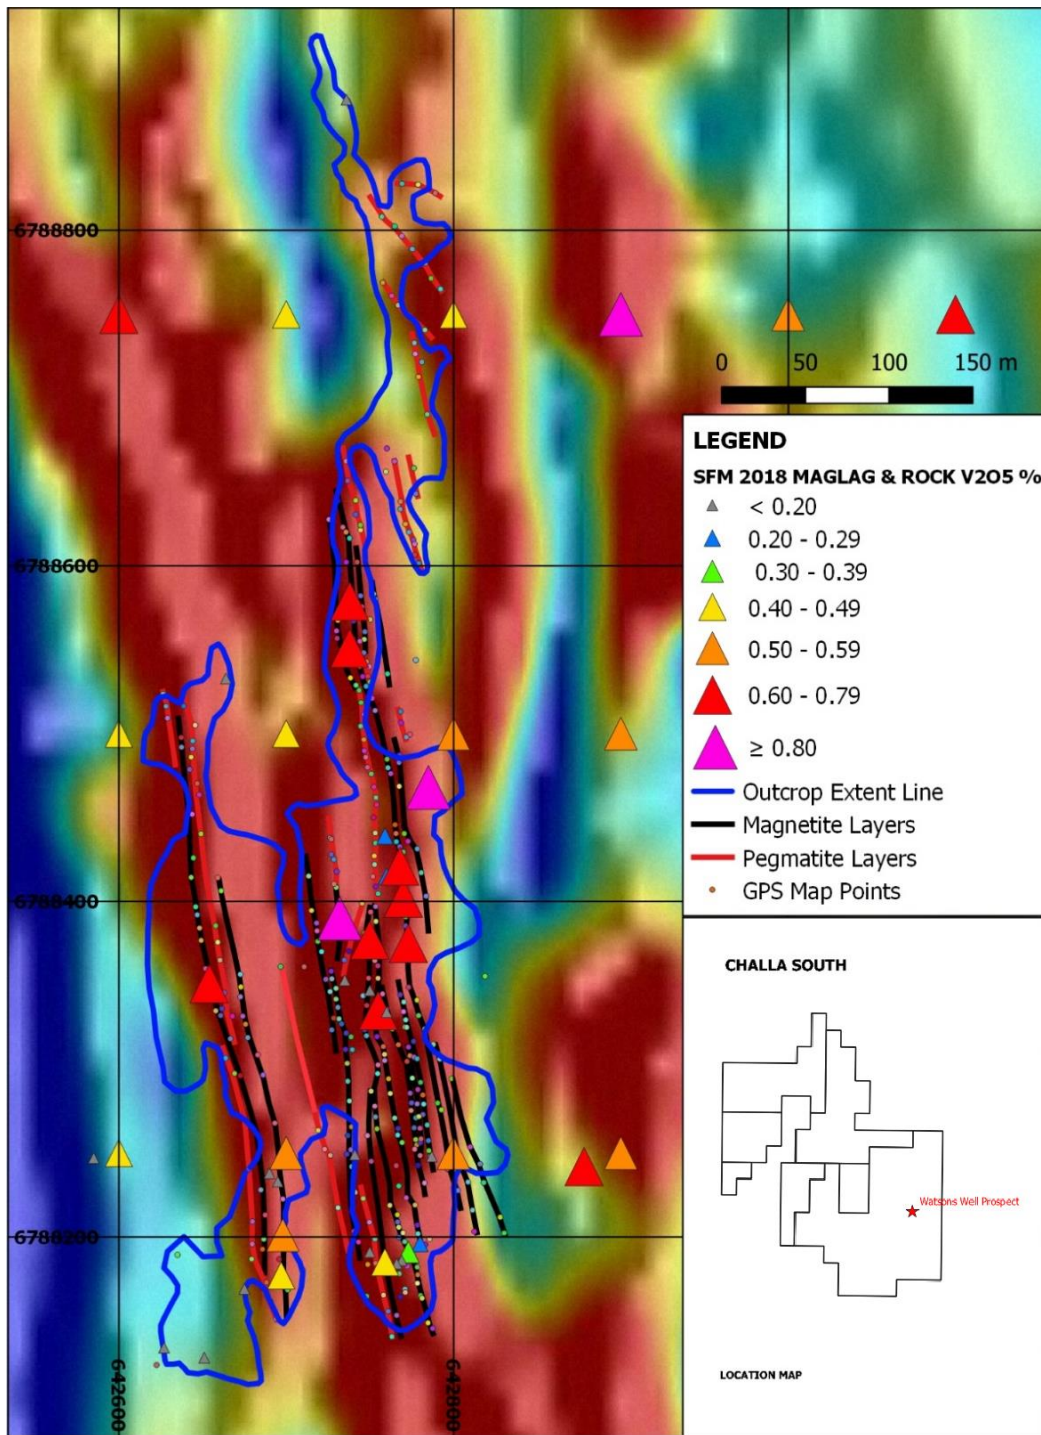 6788800
0 50 100 150 m
LEGEND
SFM 2018 MAGLAG & ROCK V2O5 %
< 0.20
0.20 - 0.29
0.30 - 0.39
0.40 - 0.49
0.50 - 0.59
0.60 - 0.79
≥ 0.80
Outcrop Extent Line
Magnetite Layers
Pegmatite Layers
GPS Map Points
6788600
6788400
6788200
642600
642800
CHALLA SOUTH
Watsons Well Prospect
LOCATION MAP